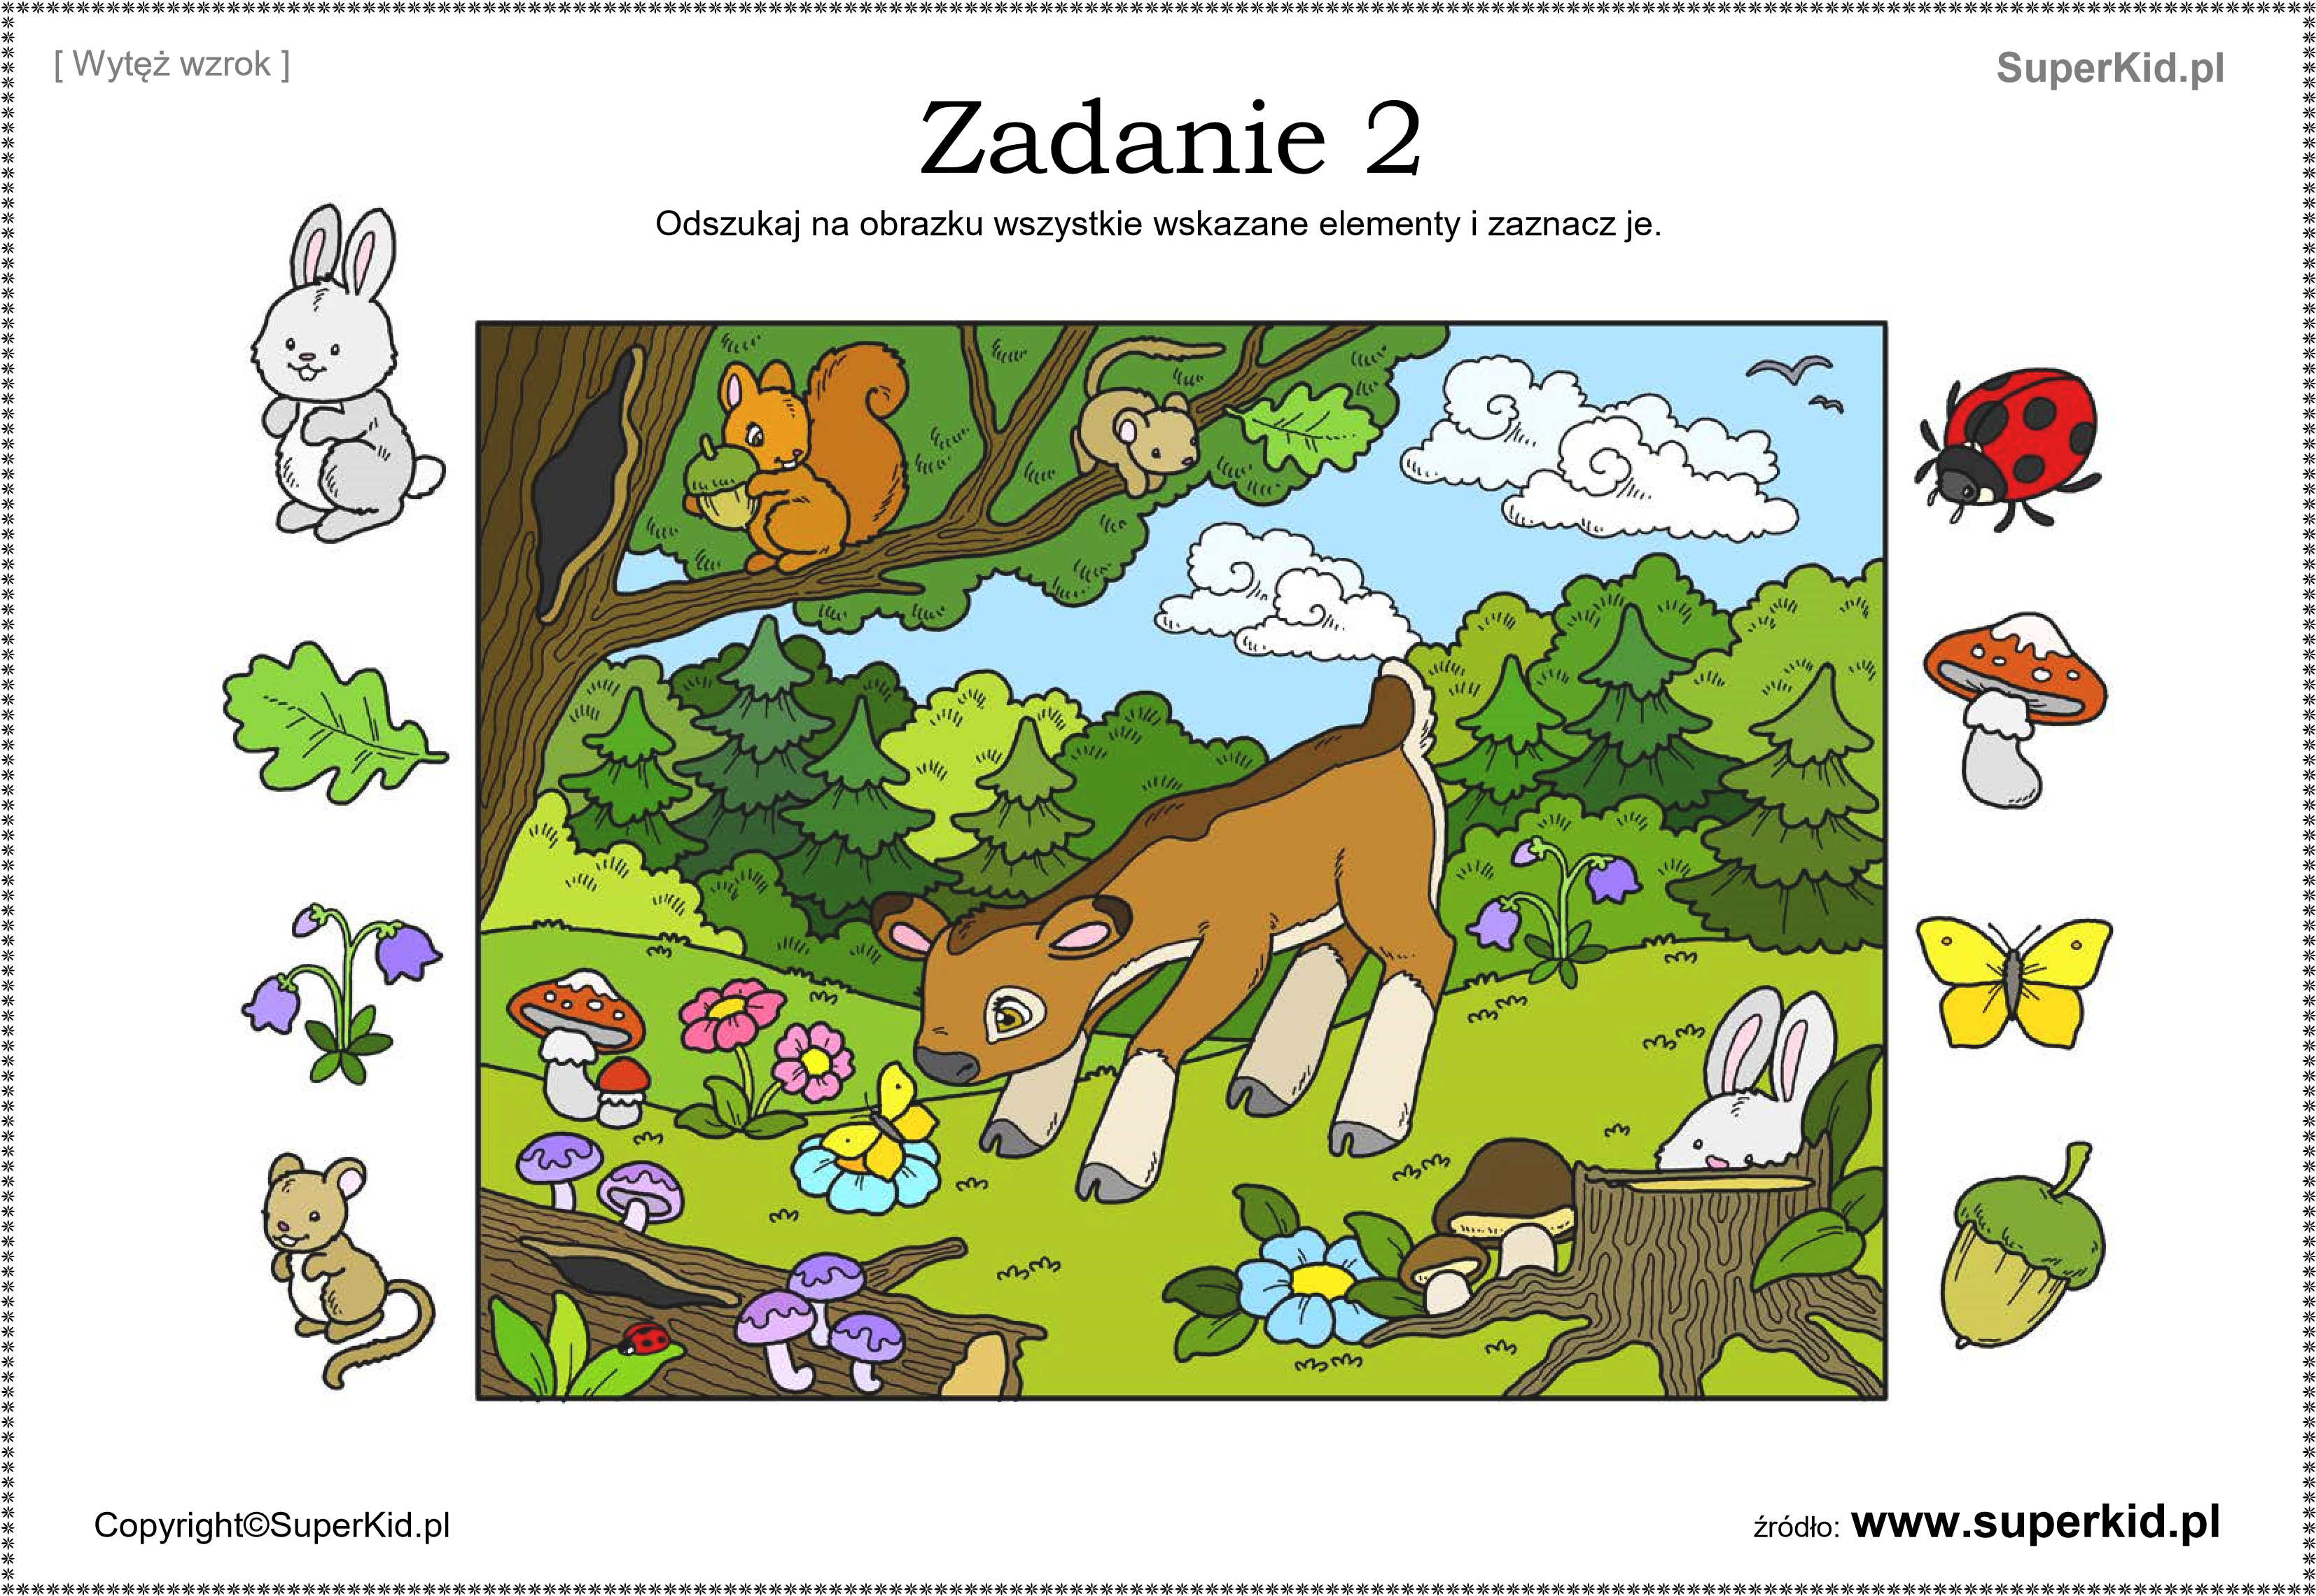 [ Wytęż wzrok ]
SuperKid.pl
Zadanie 2
Odszukaj na obrazku wszystkie wskazane elementy i zaznacz je.
Copyright©SuperKid.pl
źródło: www.superkid.pl